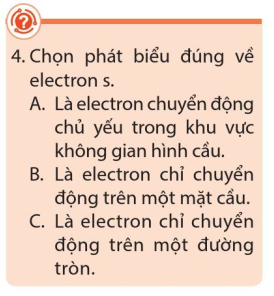 ?
4. Chọn phát biểu đúng về
electron s.
A. Là electron chuyển động
chủ yếu trong khu vực
không gian hình cầu.
B. Là electron chỉ chuyển
động trên một mặt cầu.
C. Là electron chỉ chuyển
động trên một đường
tròn.